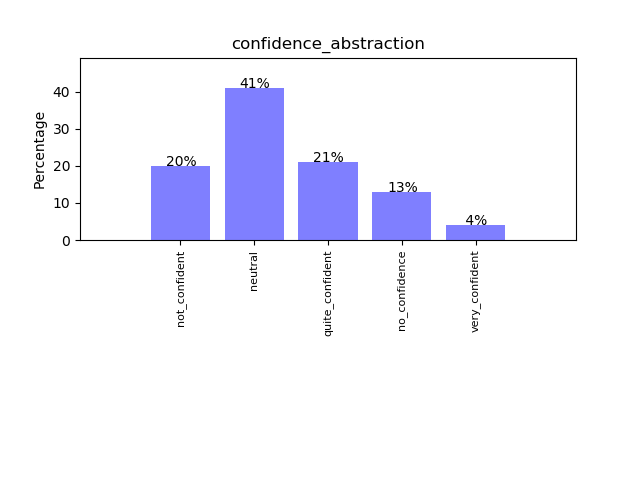 confidence_abstraction
Percentage
40
30
20
10
0
20%
41%
21%
13%
4%
not_confident
neutral
quite_confident
no_confidence
very_confident